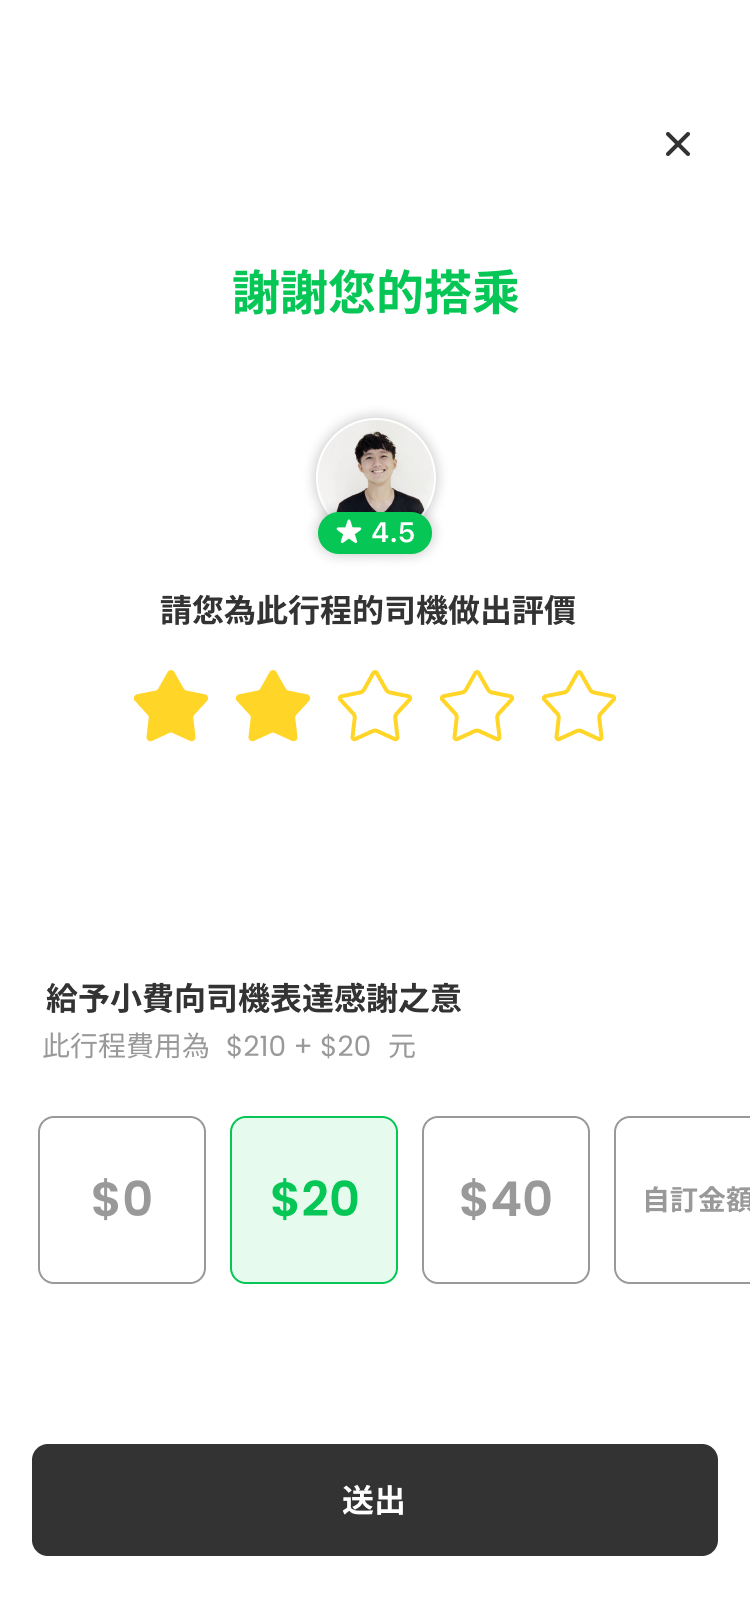 謝謝您的搭乘
4.5
請您為此行程的司機做出評價
給予小費向司機表達感謝之意
此行程費用為 $210 + $20 元
$0
$20
$40
自訂金額
送出